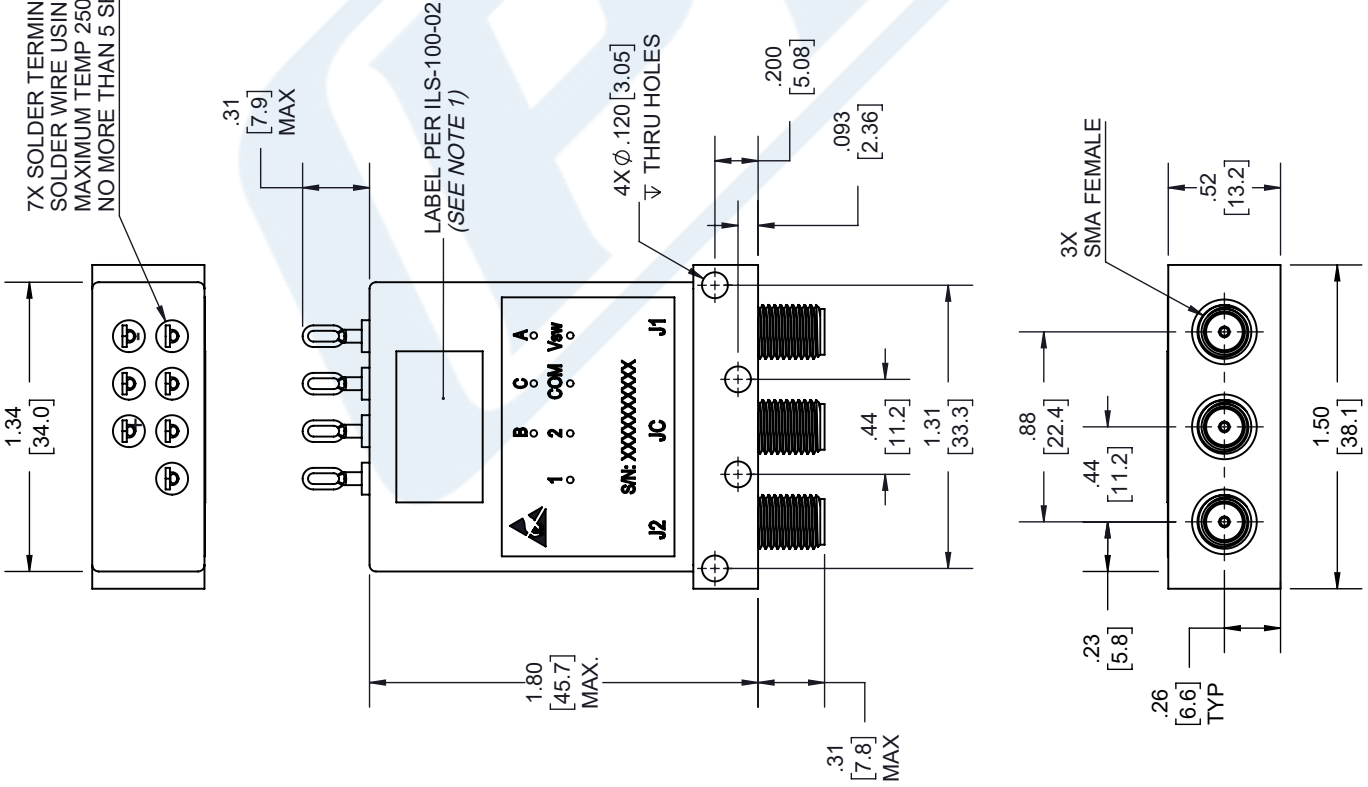 7X SOLDER TERMIN
SOLDER WIRE USIN
MAXIMUM TEMP 250
NO MORE THAN 5 SE
1.34
[34.0]
.31
[7.9]
MAX
LABEL PER ILS-100-02
(SEE NOTE 1)
4X Ø.120 [3.05]
THRU HOLES
.200
[5.08]
.093
[2.36]
1 B C A
2 COM Vsw
S/N: XXXXXXXXXX
J2 JC J1
1.80
[45.7]
MAX.
.44
[11.2]
1.31
[33.3]
.31
[7.8]
MAX
3X
SMA FEMALE
.52
[13.2]
.88
[22.4]
.44
[11.2]
1.50
[38.1]
.23
[5.8]
.26
[6.6]
TYP